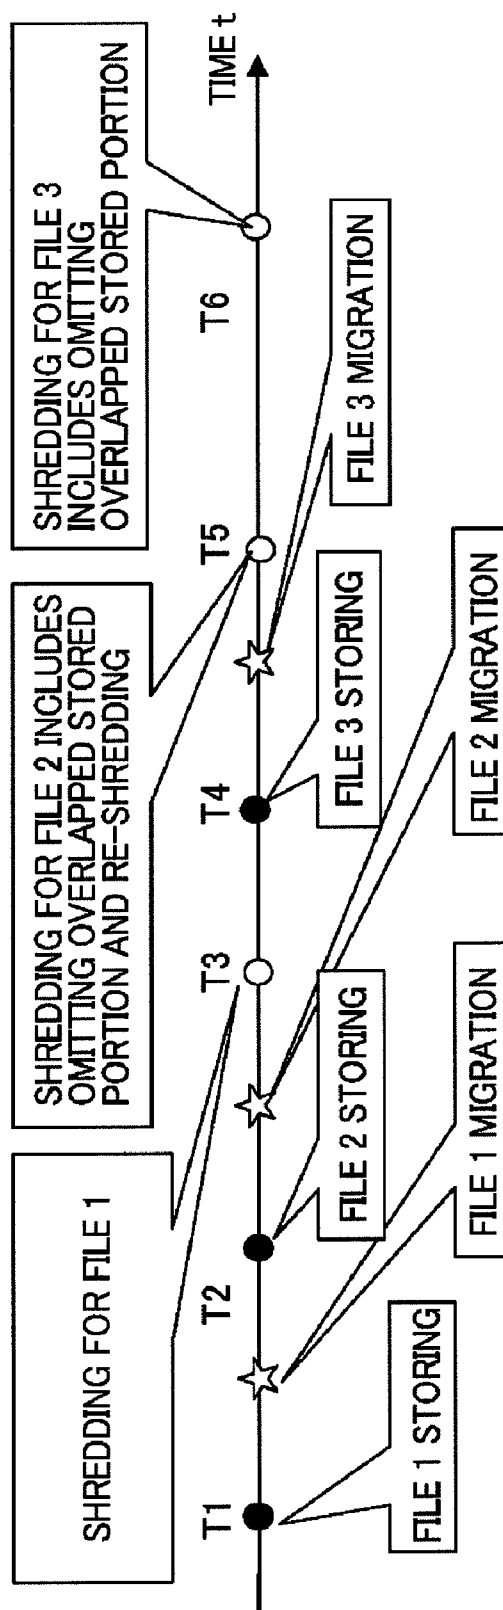 SHREDDING FOR FILE 1
SHREDDING FOR FILE 2 INCLUDES
OMITTING OVERLAPPED STORED
PORTION AND RE-SHREDDING
SHREDDING FOR FILE 3
INCLUDES OMITTING
OVERLAPPED STORED PORTION
T1
T2
T3
T4
T5
T6
TIME t
FILE 1 STORING
FILE 1 MIGRATION
FILE 2 STORING
FILE 2 MIGRATION
FILE 3 STORING
FILE 3 MIGRATION